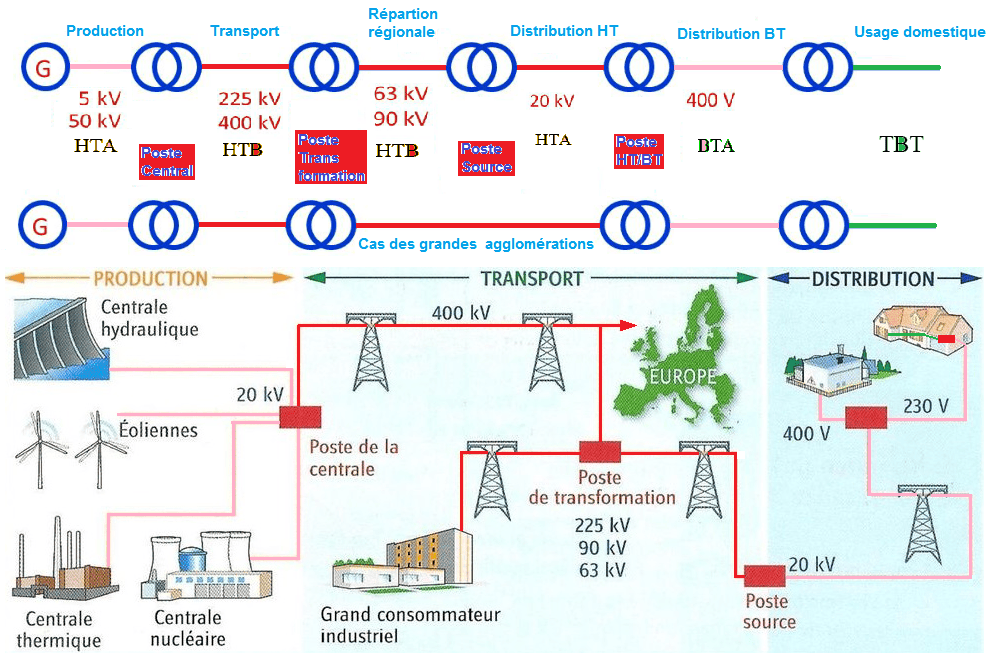 Production
Transport
Répartion
régionale
Distribution HT
Distribution BT
Usage domestique
G
5 kV
50 kV
HTA
Poste
Central
225 kV
400 kV
HTB
Poste
Trans
formation
63 kV
90 kV
HTB
Poste
Source
20 kV
HTA
Poste
HT/BT
400 V
BTA
TBT
G
Cas des grandes agglomérations
PRODUCTION
TRANSPORT
DISTRIBUTION
Centrale
hydraulique
400 kV
EUROPE
20 kV
Éoliennes
Poste de la
centrale
230 V
400 V
Poste
de transformation
225 kV
90 kV
63 kV
20 kV
Poste
source
Grand consommateur
industriel
Centrale
thermique
Centrale
nucléaire